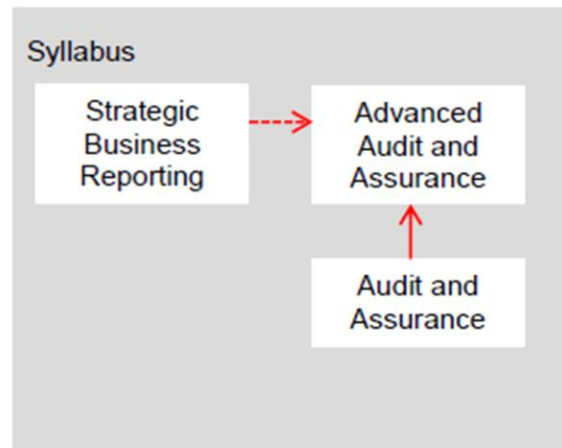 Syllabus
Strategic
Business
Reporting
Advanced
Audit and
Assurance
Audit and
Assurance